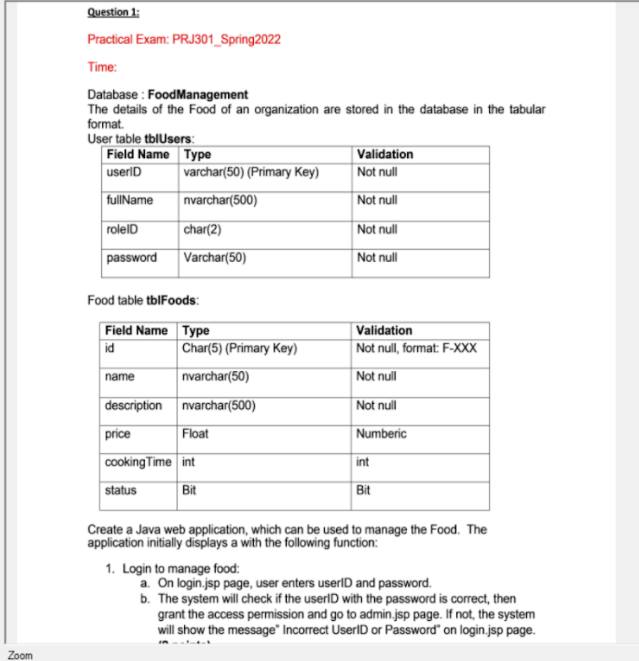 Question 1:
Practical Exam: PRJ301_Spring2022
Time:
Database : FoodManagement
The details of the Food of an organization are stored in the database in the tabular
format.
User table tblUsers:
Field Name Type Validation
userID varchar(50) (Primary Key) Not null
fullName nvarchar(500) Not null
roleID char(2) Not null
password Varchar(50) Not null
Food table tblFoods:
Field Name Type Validation
id Char(5) (Primary Key) Not null, format: F-XXX
name nvarchar(50) Not null
description nvarchar(500) Not null
price Float Numberic
cookingTime int int
status Bit Bit
Create a Java web application, which can be used to manage the Food. The
application initially displays a with the following function:
1. Login to manage food:
a. On login.jsp page, user enters userID and password.
b. The system will check if the userID with the password is correct, then
grant the access permission and go to admin.jsp page. If not, the system
will show the message" Incorrect UserID or Password" on login.jsp page.
Zoom